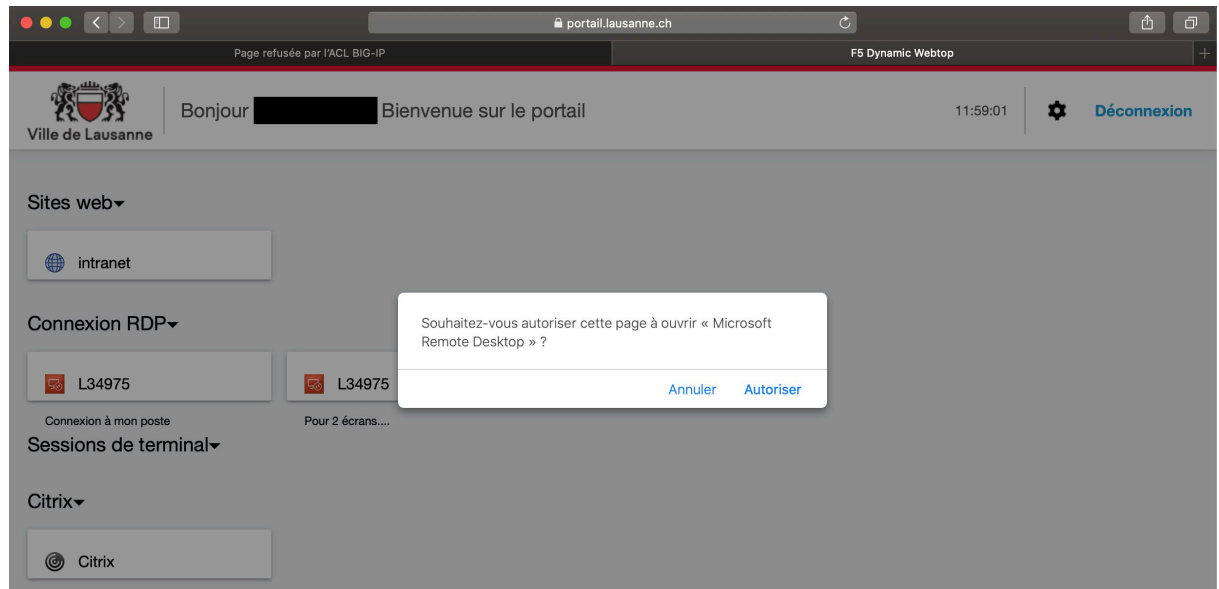 portail.lausanne.ch
Page refusée par l'ACL BIG-IP
F5 Dynamic Webtop
Ville de Lausanne
Bonjour
Bienvenue sur le portail
11:59:01
Déconnexion
Sites web
intranet
Connexion RDP
Souhaitez-vous autoriser cette page à ouvrir « Microsoft
Remote Desktop » ?
Annuler Autoriser
L34975
L34975
Connexion à mon poste
Pour 2 écrans....
Sessions de terminal
Citrix
Citrix